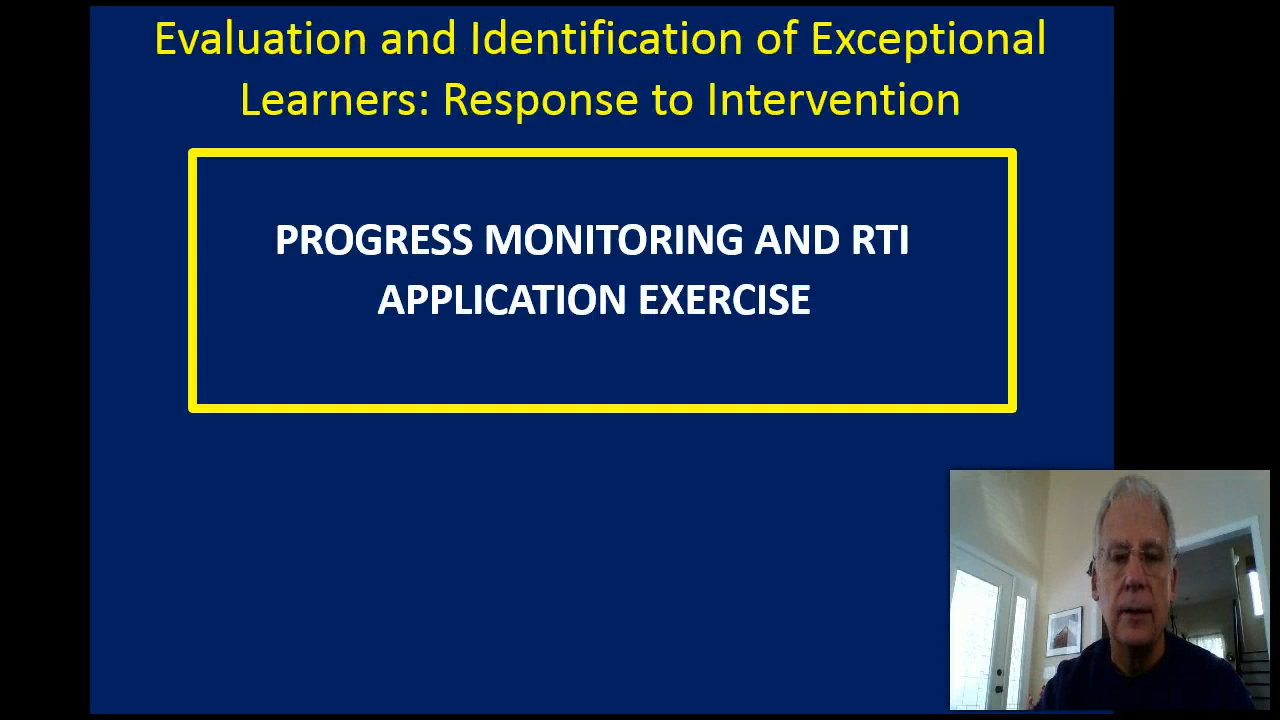 Evaluation and Identification of Exceptional
Learners: Response to Intervention
PROGRESS MONITORING AND RTI
APPLICATION EXERCISE